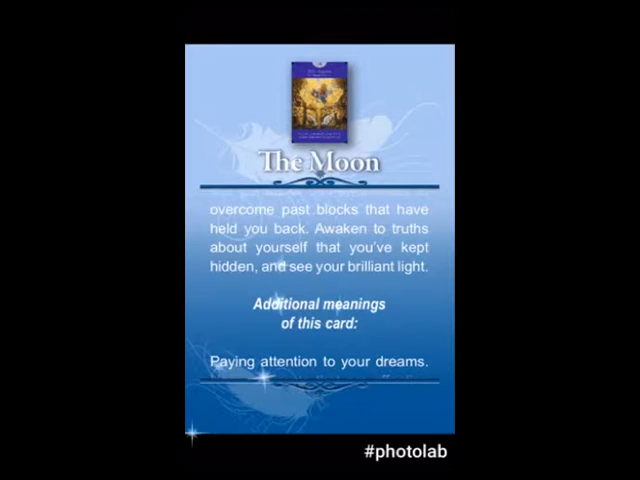 The Moon
overcome past blocks that have
held you back. Awaken to truths
about yourself that you've kept
hidden, and see your brilliant light.
Additional meanings
of this card:
Paying attention to your dreams.
#photolab